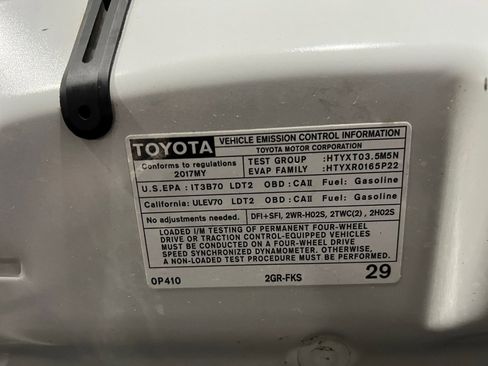 TOYOTA VEHICLE EMISSION CONTROL INFORMATION
TOYOTA MOTOR CORPORATION
Conforms to regulations
2017MY
TEST GROUP :HTYXT03.5M5N
EVAP FAMILY :HTYXR0165P22
U.S.EPA : IT3B70 LDT2 OBD : CAII Fuel: Gasoline
California: ULEV70 LDT2 OBD : CAII Fuel: Gasoline
No adjustments needed. DFI+SFI, 2WR-HO2S, 2TWC(2), 2HO2S
LOADED I/M TESTING OF PERMANENT FOUR-WHEEL
DRIVE OR TRACTION CONTROL-EQUIPPED VEHICLES
MUST BE CONDUCTED ON A FOUR-WHEEL DRIVE
SPEED SYNCHRONIZED DYNAMOMETER. OTHERWISE,
A NON-LOADED TEST PROCEDURE MUST BE PERFORMED.
0P410 2GR-FKS 29